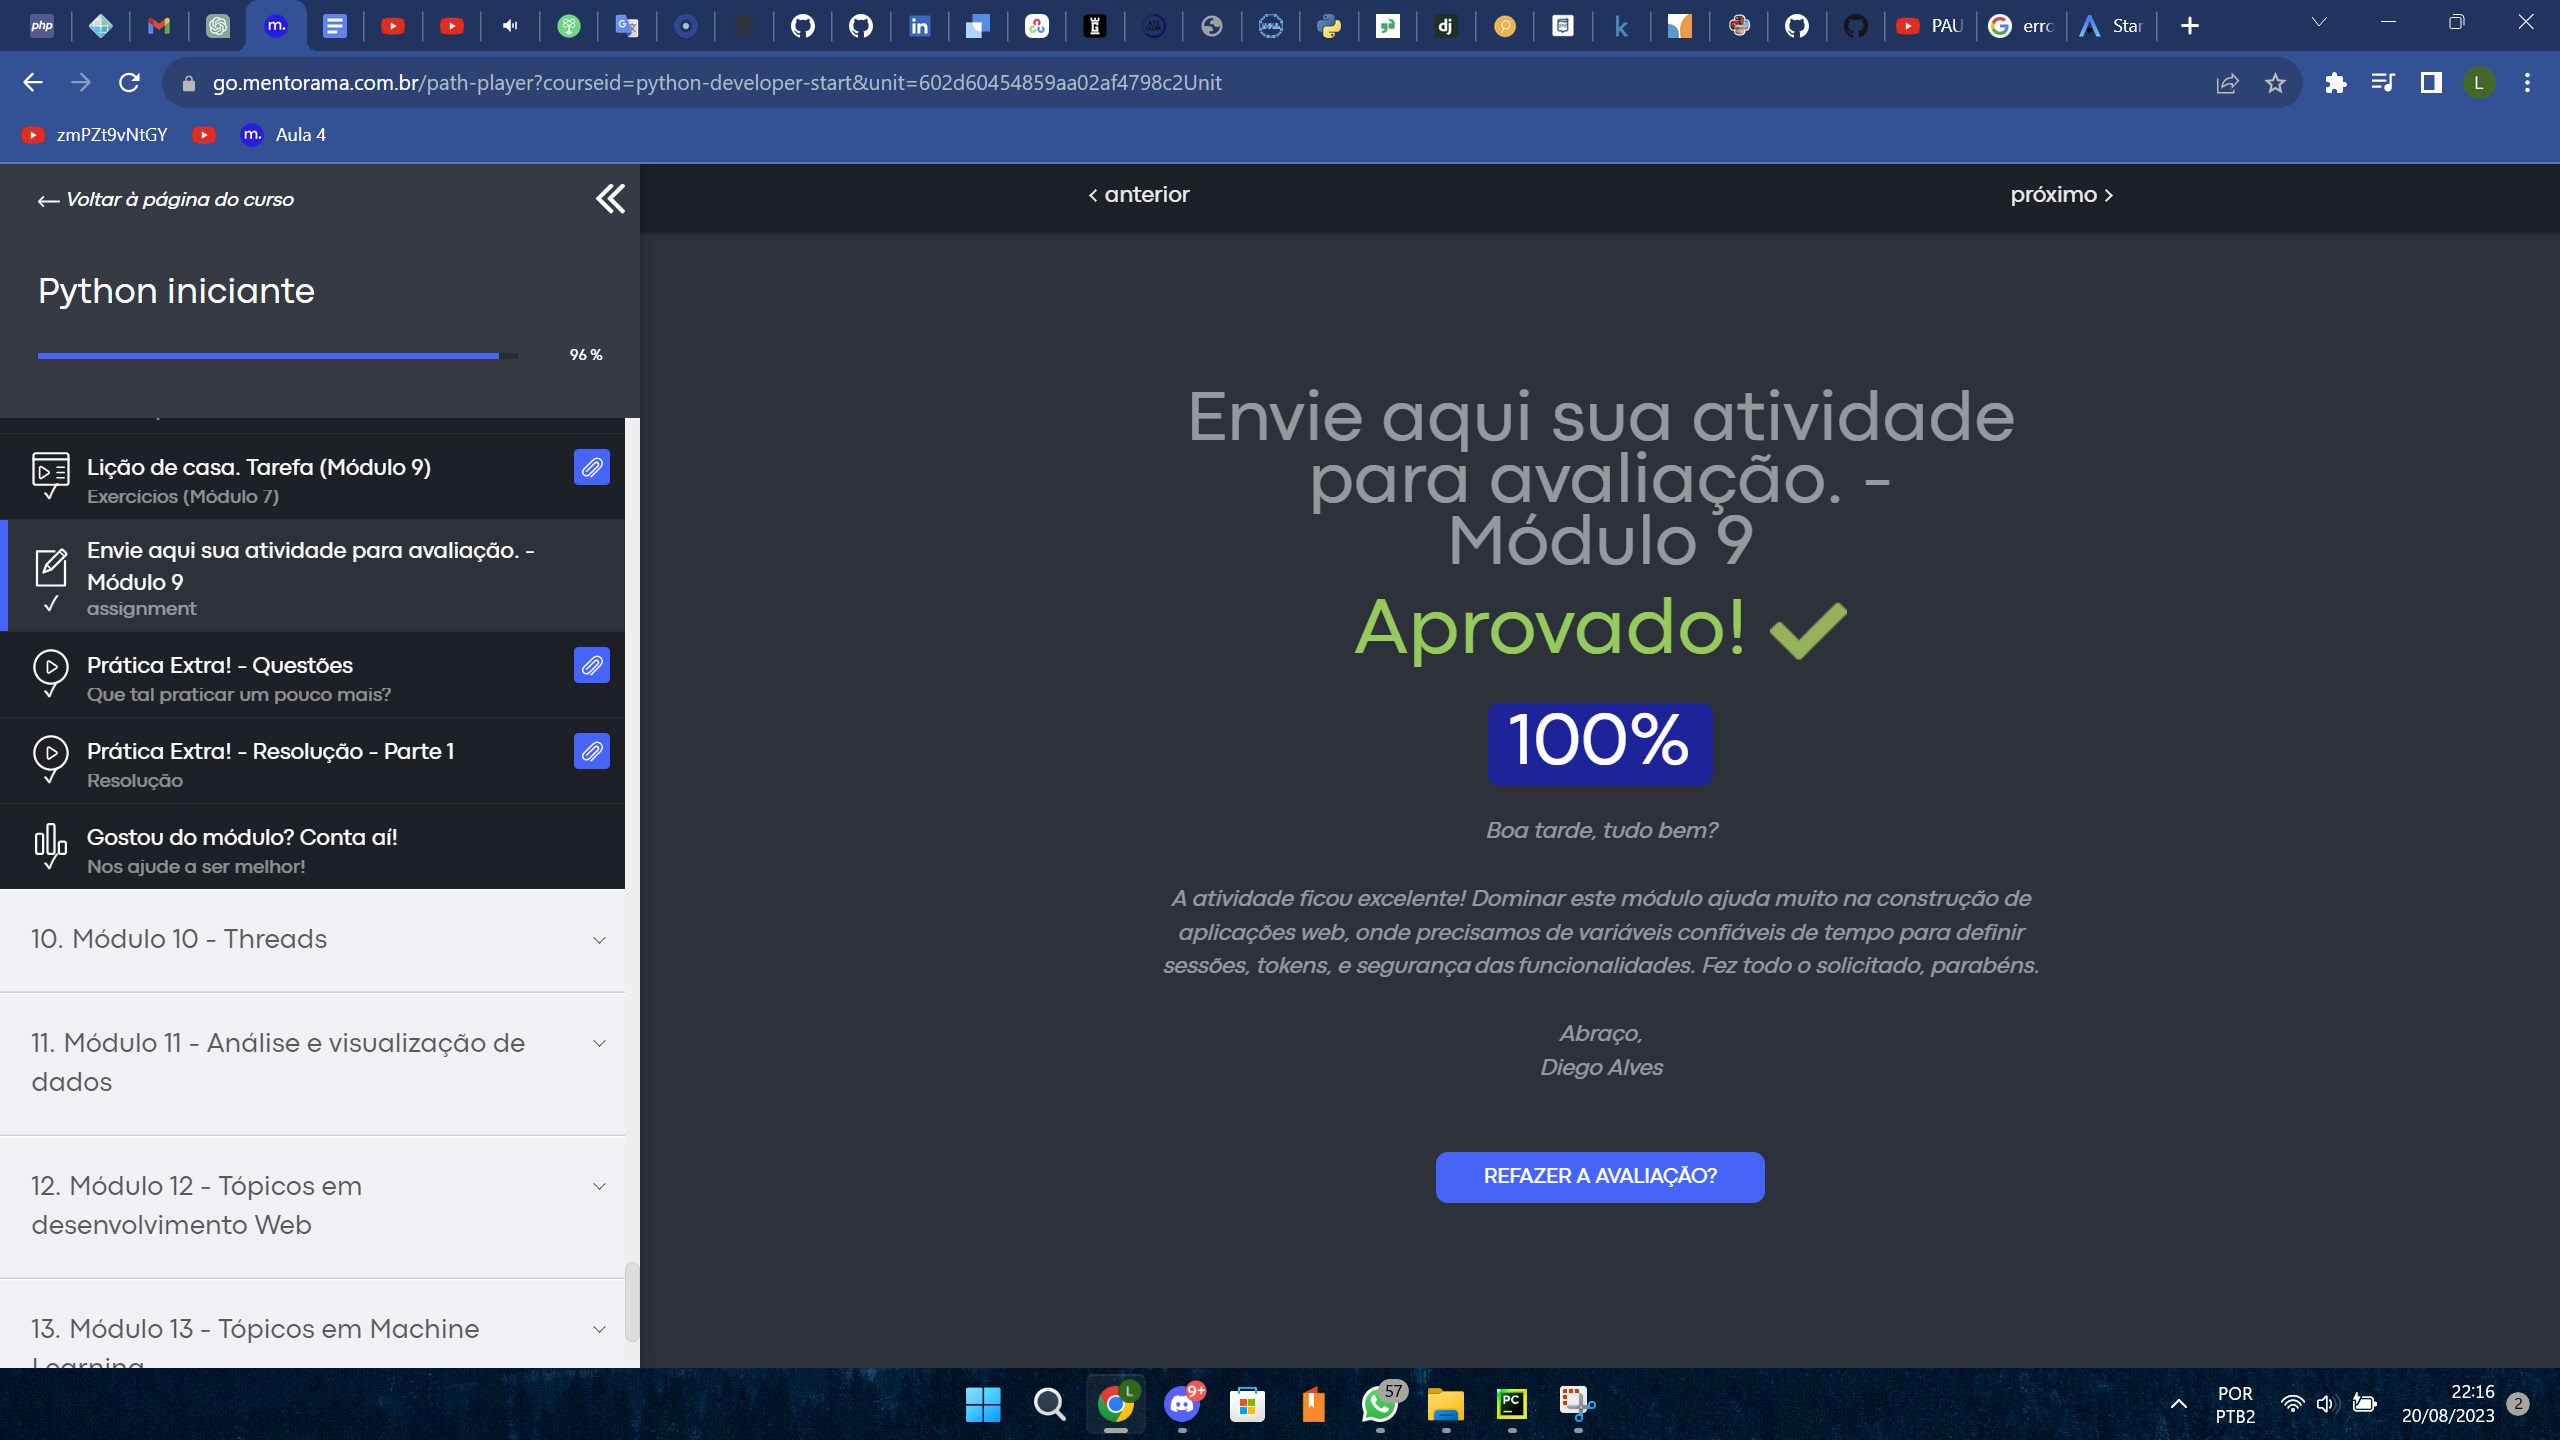 php
PAU
erro
Star
go.mentorama.com.br/path-player?courseid=python-developer-start&unit=602d60454859aa02af4798c2Unit
L
zmPZt9vNtGY
m. Aula 4
← Voltar à página do curso
Python iniciante
96 %
Lição de casa. Tarefa (Módulo 9)
Exercícios (Módulo 7)
Envie aqui sua atividade para avaliação. -
Módulo 9
assignment
Prática Extra! - Questões
Que tal praticar um pouco mais?
Prática Extra! - Resolução - Parte 1
Resolução
Gostou do módulo? Conta aí!
Nos ajude a ser melhor!
10. Módulo 10 - Threads
11. Módulo 11 - Análise e visualização de
dados
12. Módulo 12 - Tópicos em
desenvolvimento Web
13. Módulo 13 - Tópicos em Machine
Learning
‹ anterior
próximo ›
Envie aqui sua atividade
para avaliação. -
Módulo 9
Aprovado!
100%
Boa tarde, tudo bem?
A atividade ficou excelente! Dominar este módulo ajuda muito na construção de
aplicações web, onde precisamos de variáveis confiáveis de tempo para definir
sessões, tokens, e segurança das funcionalidades. Fez todo o solicitado, parabéns.
Abraço,
Diego Alves
REFAZER A AVALIAÇÃO?
L
9+
57
PC
POR
PTB2
22:16
20/08/2023
2